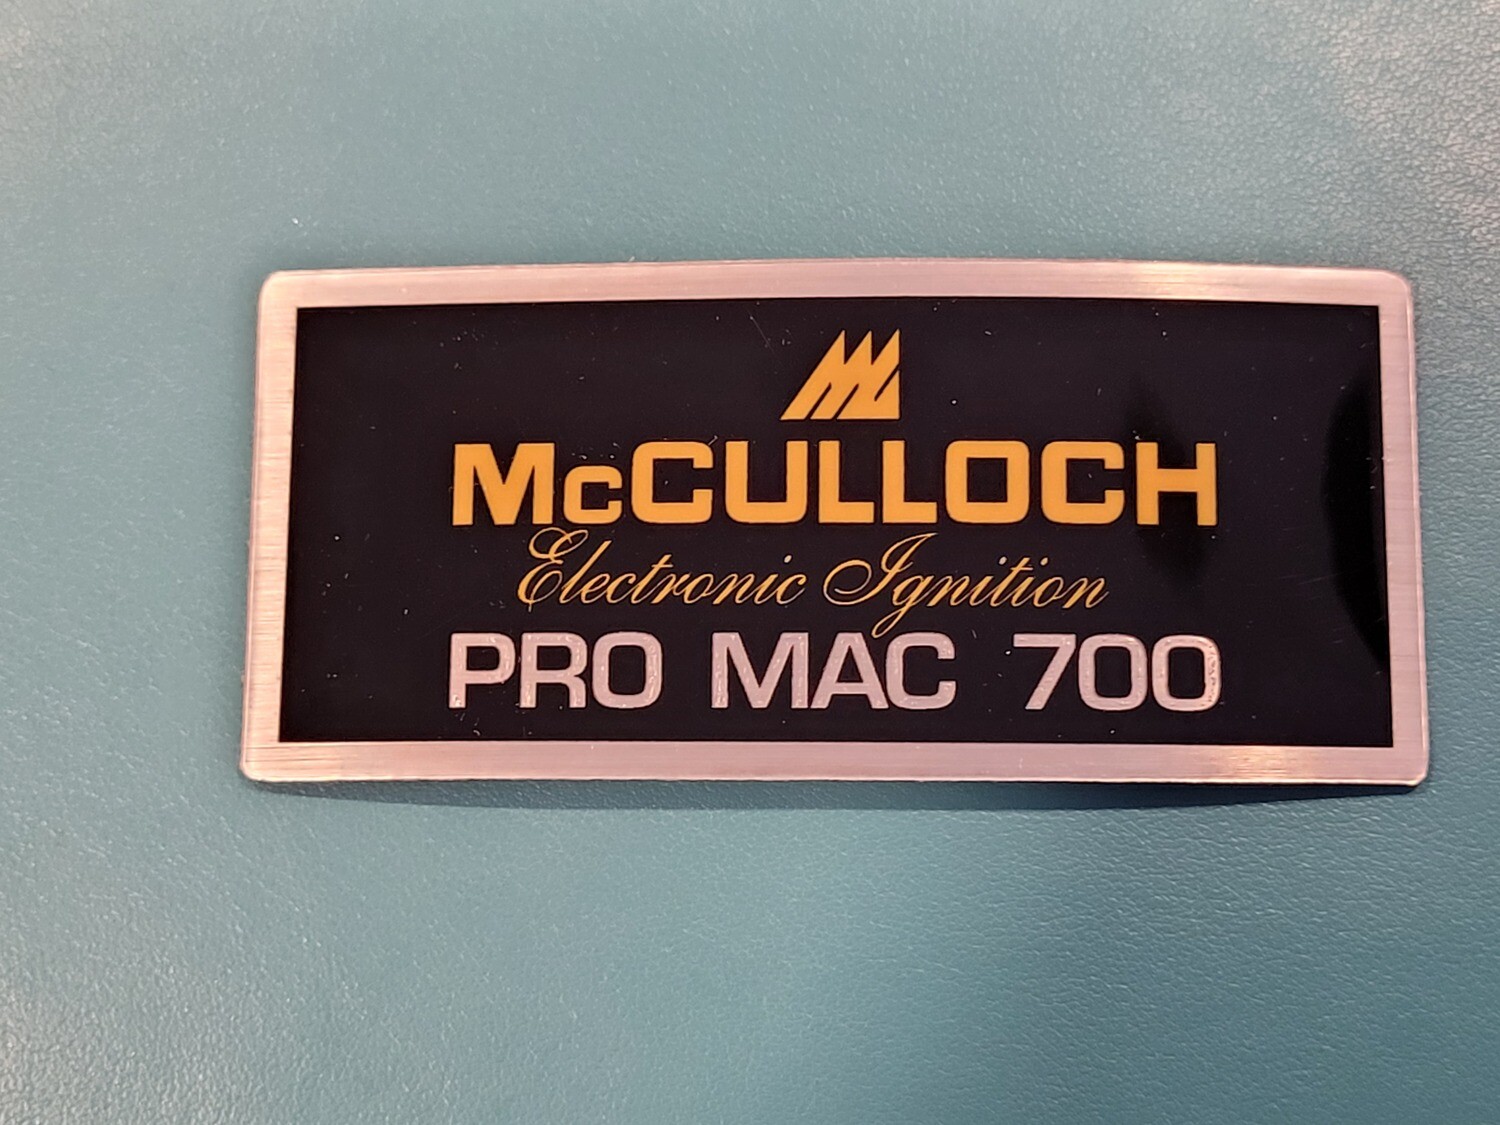 McCULLOCH
Electronic Ignition
PRO MAC 700